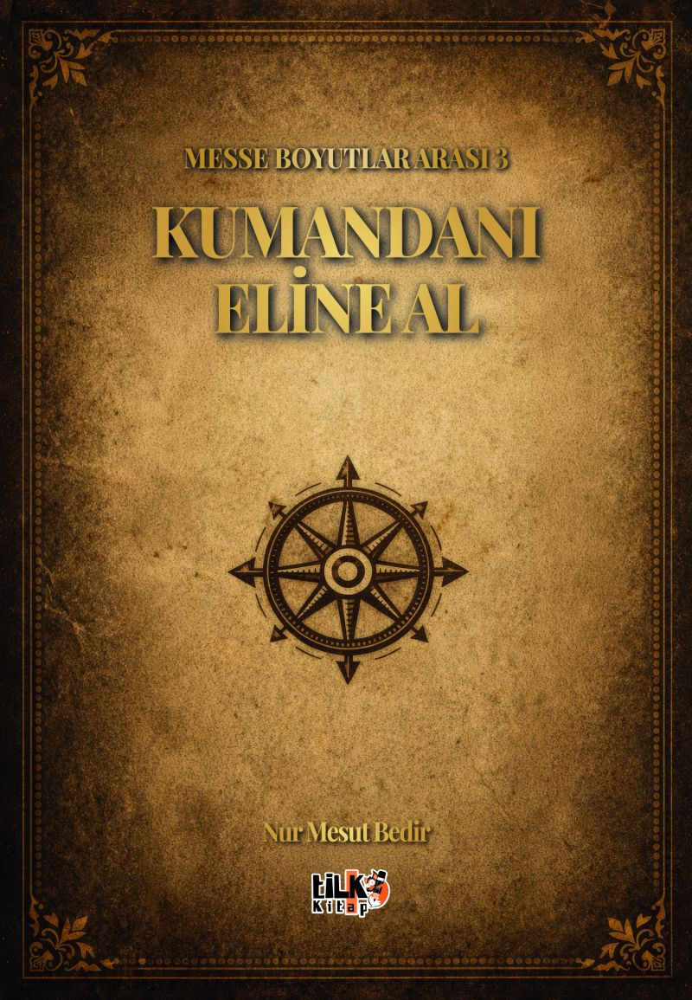 MESSE BOYUTLAR ARASI 3
KUMANDANI
ELİNE AL
Nur Mesut Bedir
tiLKi
Kitap